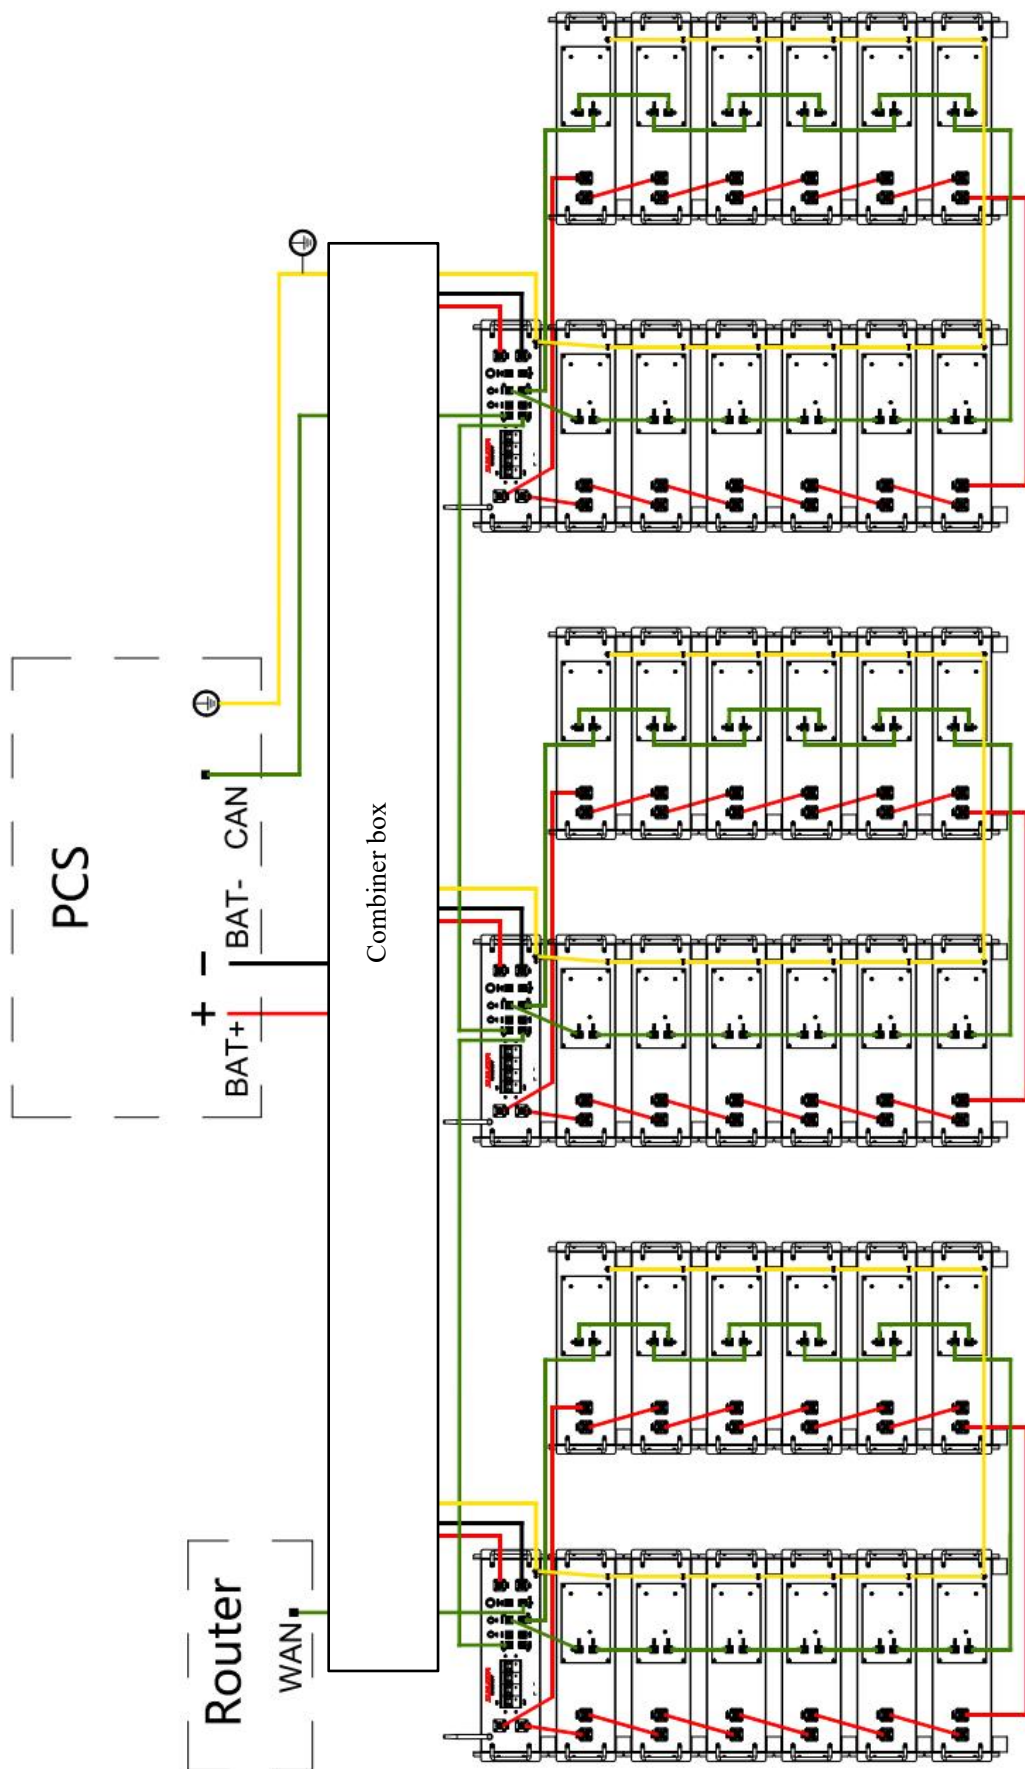 PCS
CAN
BAT-
−
+
BAT+
Combiner box
Router
WAN